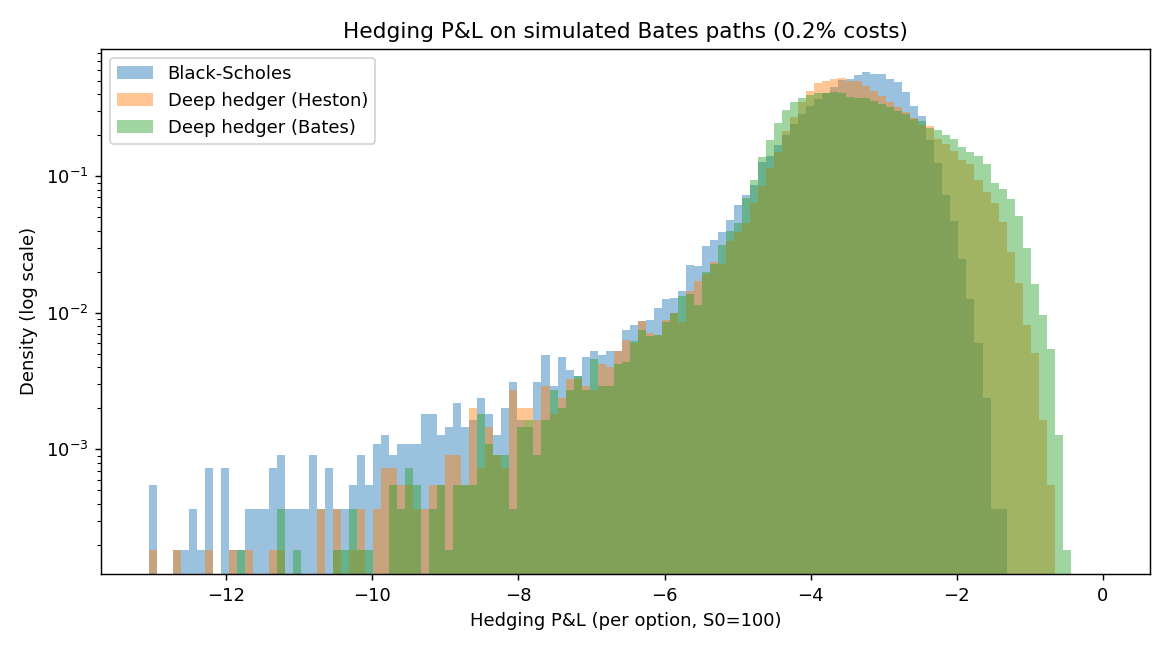 Hedging P&L on simulated Bates paths (0.2% costs)
Black-Scholes
Deep hedger (Heston)
Deep hedger (Bates)
Density (log scale)
10⁻¹
10⁻²
10⁻³
−12 −10 −8 −6 −4 −2 0
Hedging P&L (per option, S0=100)